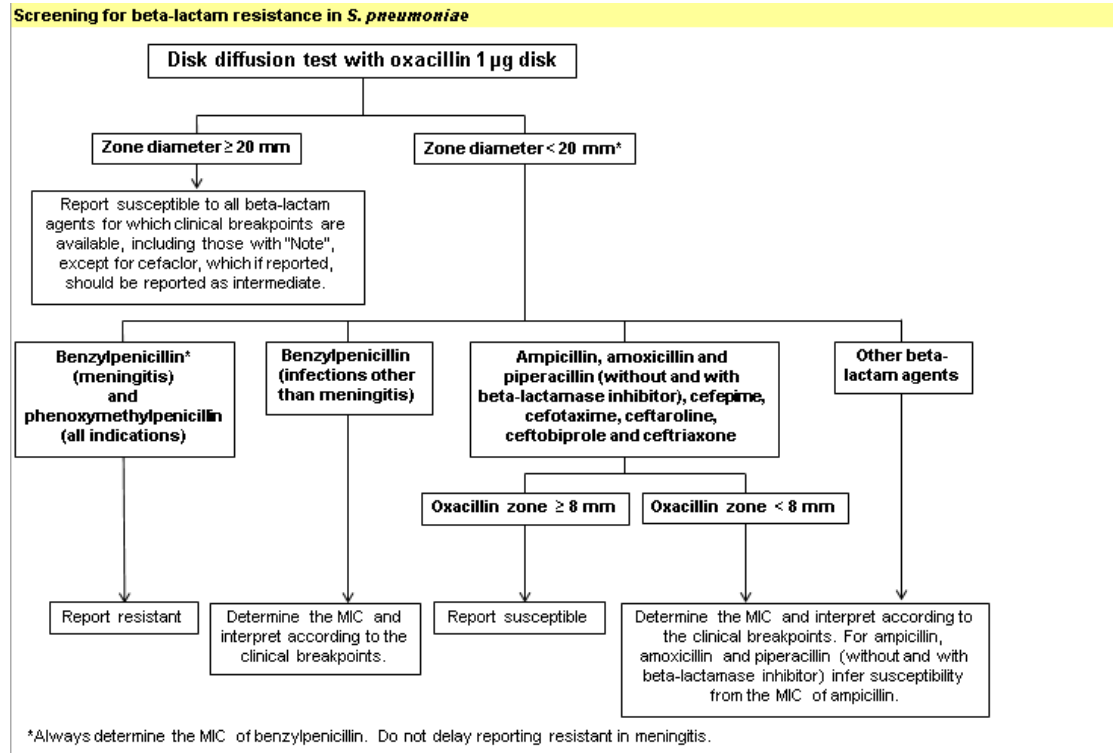 Screening for beta-lactam resistance in S. pneumoniae
Disk diffusion test with oxacillin 1 µg disk
Zone diameter ≥ 20 mm
Zone diameter < 20 mm*
Report susceptible to all beta-lactam
agents for which clinical breakpoints are
available, including those with "Note",
except for cefaclor, which if reported,
should be reported as intermediate.
Benzylpenicillin*
(meningitis)
and
phenoxymethylpenicillin
(all indications)
Benzylpenicillin
(infections other
than meningitis)
Ampicillin, amoxicillin and
piperacillin (without and with
beta-lactamase inhibitor), cefepime,
cefotaxime, ceftaroline,
ceftobiprole and ceftriaxone
Other beta-
lactam agents
Oxacillin zone ≥ 8 mm
Oxacillin zone < 8 mm
Report resistant
Determine the MIC and
interpret according to the
clinical breakpoints.
Report susceptible
Determine the MIC and interpret according to
the clinical breakpoints. For ampicillin,
amoxicillin and piperacillin (without and with
beta-lactamase inhibitor) infer susceptibility
from the MIC of ampicillin.
*Always determine the MIC of benzylpenicillin. Do not delay reporting resistant in meningitis.